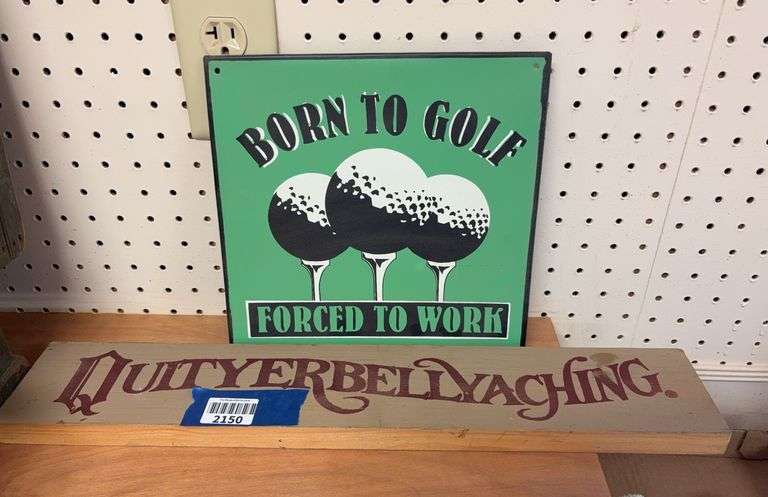 BORN TO GOLF
FORCED TO WORK
QUITYERBELLYACHING.
2150